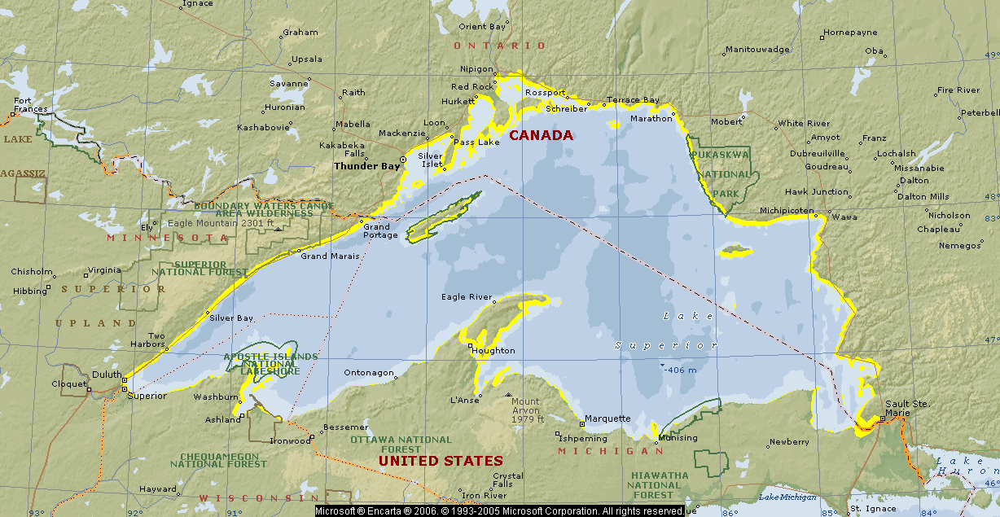 Ignace
Graham
Orient Bay
Hornepayne
ONTARIO
Manitouwadge
Oba
49°
Upsala
Nipigon
Savanne
Red Rock
Raith
Rossport
Terrace Bay
Fire River
Fort
Frances
Huronian
Hurkett
Schreiber
Peterbell
Marathon
Mobert
White River
Kashabowie
Mabella
Loon
Mackenzie
CANADA
Amyot
Franz
LAKE
Kakabeka
Falls
Pass Lake
Silver
Islet
PUKASKWA
NATIONAL
PARK
Dubreuilville
Lochalsh
Thunder Bay
Goudreau
Missanabie
AGASSIZ
Dalton
Hawk Junction
Dalton Mills
48°
BOUNDARY WATERS CANOE
AREA WILDERNESS
Michipicoten
Wawa
Nicholson
Ely
Eagle Mountain 2301 ft
Grand
Portage
Chapleau
83°
MINNESOTA
Nemegos
Grand Marais
Chisholm
Virginia
SUPERIOR
NATIONAL FOREST
Hibbing
SUPERIOR
UPLAND
Eagle River
Silver Bay
Lake
Superior
Two
Harbors
47°
Houghton
APOSTLE ISLANDS
NATIONAL
LAKESHORE
-406 m
Duluth
Cloquet
Ontonagon
Superior
Washburn
L'Anse
Mount
Arvon
1979 ft
Sault Ste.
Marie
Ashland
Marquette
Bessemer
Ironwood
Ishpeming
Munising
Newberry
OTTAWA NATIONAL
FOREST
MICHIGAN
CHEQUAMEGON
NATIONAL FOREST
UNITED STATES
Lake
Huron
HIAWATHA
NATIONAL
FOREST
Crystal
Falls
Hayward
Iron River
WISCONSIN
Lake Michigan
46°
St. Ignace
93°
92°
91°
Microsoft ® Encarta ® 2006. © 1993-2005 Microsoft Corporation. All rights reserved.
86°
85°
84°